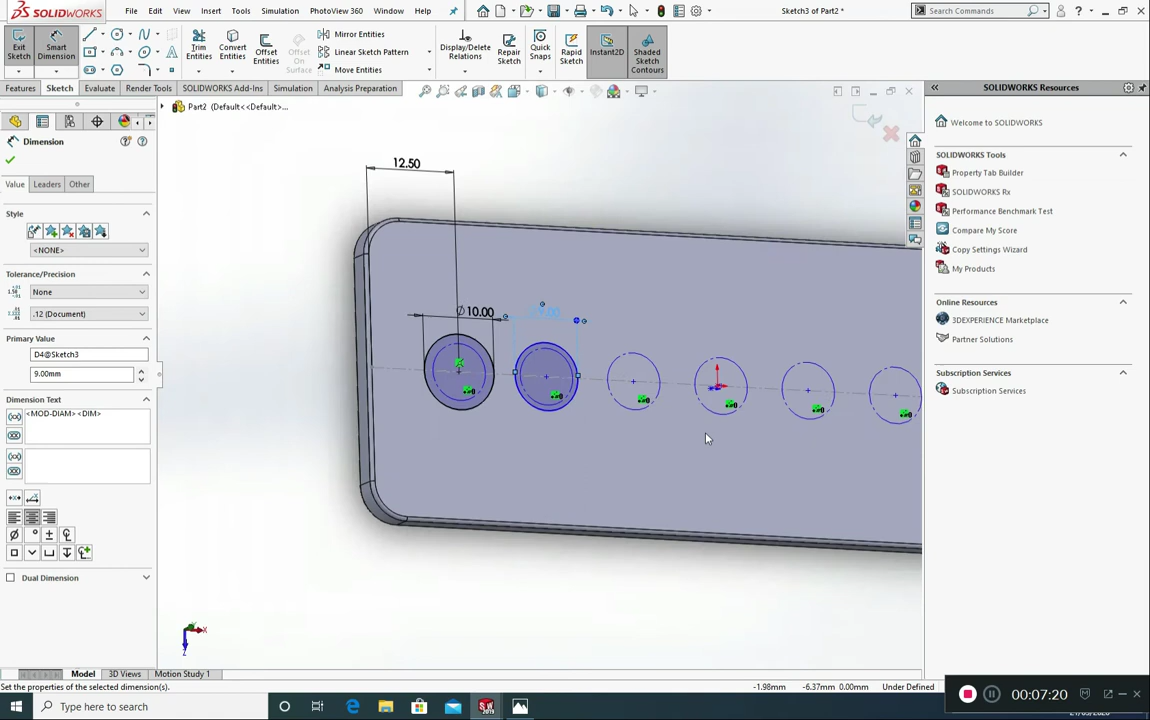 SOLIDWORKS
File Edit View Insert Tools Simulation PhotoView 360 Window Help
Sketch3 of Part2 *
Search Commands
Exit Sketch
Smart Dimension
Trim Entities
Convert Entities
Offset Entities
Offset On Surface
Mirror Entities
Linear Sketch Pattern
Move Entities
Display/Delete Relations
Repair Sketch
Quick Snaps
Rapid Sketch
Instant2D
Shaded Sketch Contours
Features Sketch Evaluate Render Tools SOLIDWORKS Add-Ins Simulation Analysis Preparation
Part2 (Default<<Default>...
Dimension
Value Leaders Other
Style
<NONE>
Tolerance/Precision
None
.12 (Document)
Primary Value
D4@Sketch3
9.00mm
Dimension Text
<MOD-DIAM> <DIM>
Dual Dimension
12.50
∅10.00
∅9.00
SOLIDWORKS Resources
Welcome to SOLIDWORKS
SOLIDWORKS Tools
Property Tab Builder
SOLIDWORKS Rx
Performance Benchmark Test
Compare My Score
Copy Settings Wizard
My Products
Online Resources
3DEXPERIENCE Marketplace
Partner Solutions
Subscription Services
Subscription Services
Model 3D Views Motion Study 1
Set the properties of the selected dimension(s).
-1.98mm -6.37mm 0.00mm Under Defined
Type here to search
00:07:20